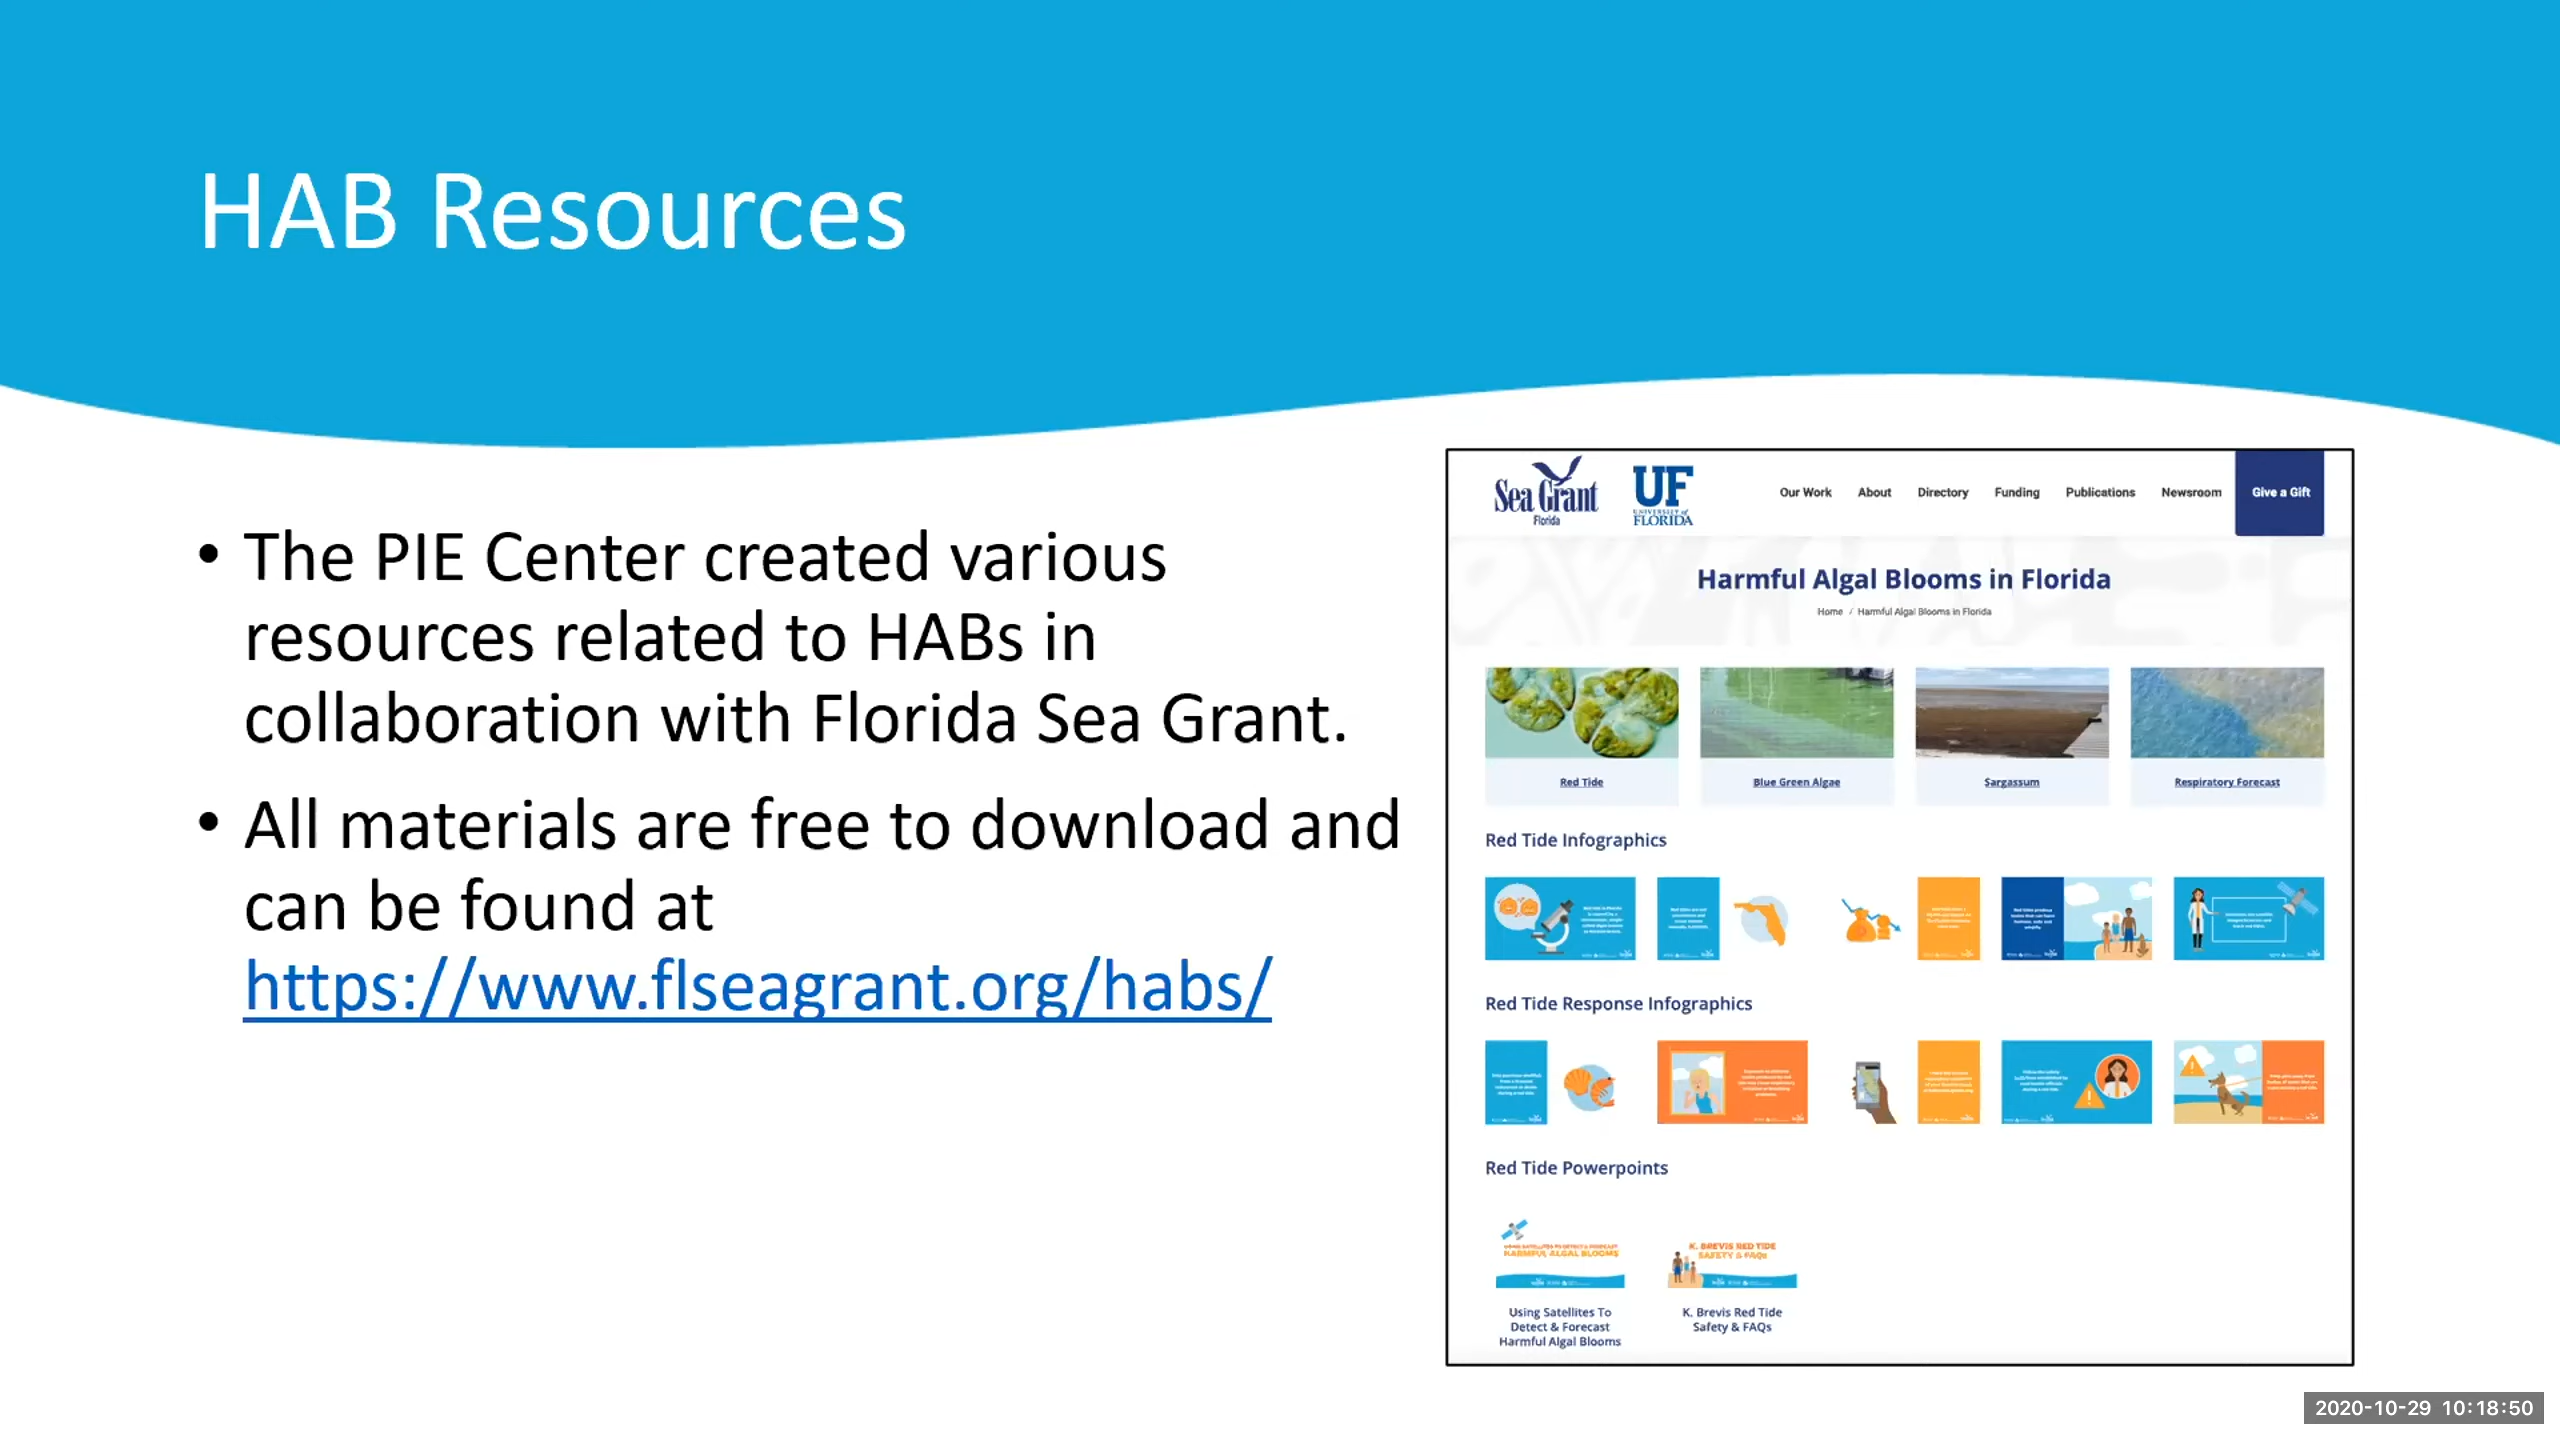 HAB Resources
• The PIE Center created various
resources related to HABs in
collaboration with Florida Sea Grant.
• All materials are free to download and
can be found at
https://www.flseagrant.org/habs/
Sea Grant
Florida
UF
UNIVERSITY of
FLORIDA
Our Work About Directory Funding Publications Newsroom Give a Gift
Harmful Algal Blooms in Florida
Home / Harmful Algal Blooms in Florida
Red Tide Blue Green Algae Sargassum Respiratory Forecast
Red Tide Infographics
Red Tide Response Infographics
Red Tide Powerpoints
USING SATELLITES TO DETECT & FORECAST
HARMFUL ALGAL BLOOMS
K. BREVIS RED TIDE
SAFETY & FAQs
Using Satellites To
Detect & Forecast
Harmful Algal Blooms
K. Brevis Red Tide
Safety & FAQs
2020-10-29 10:18:50